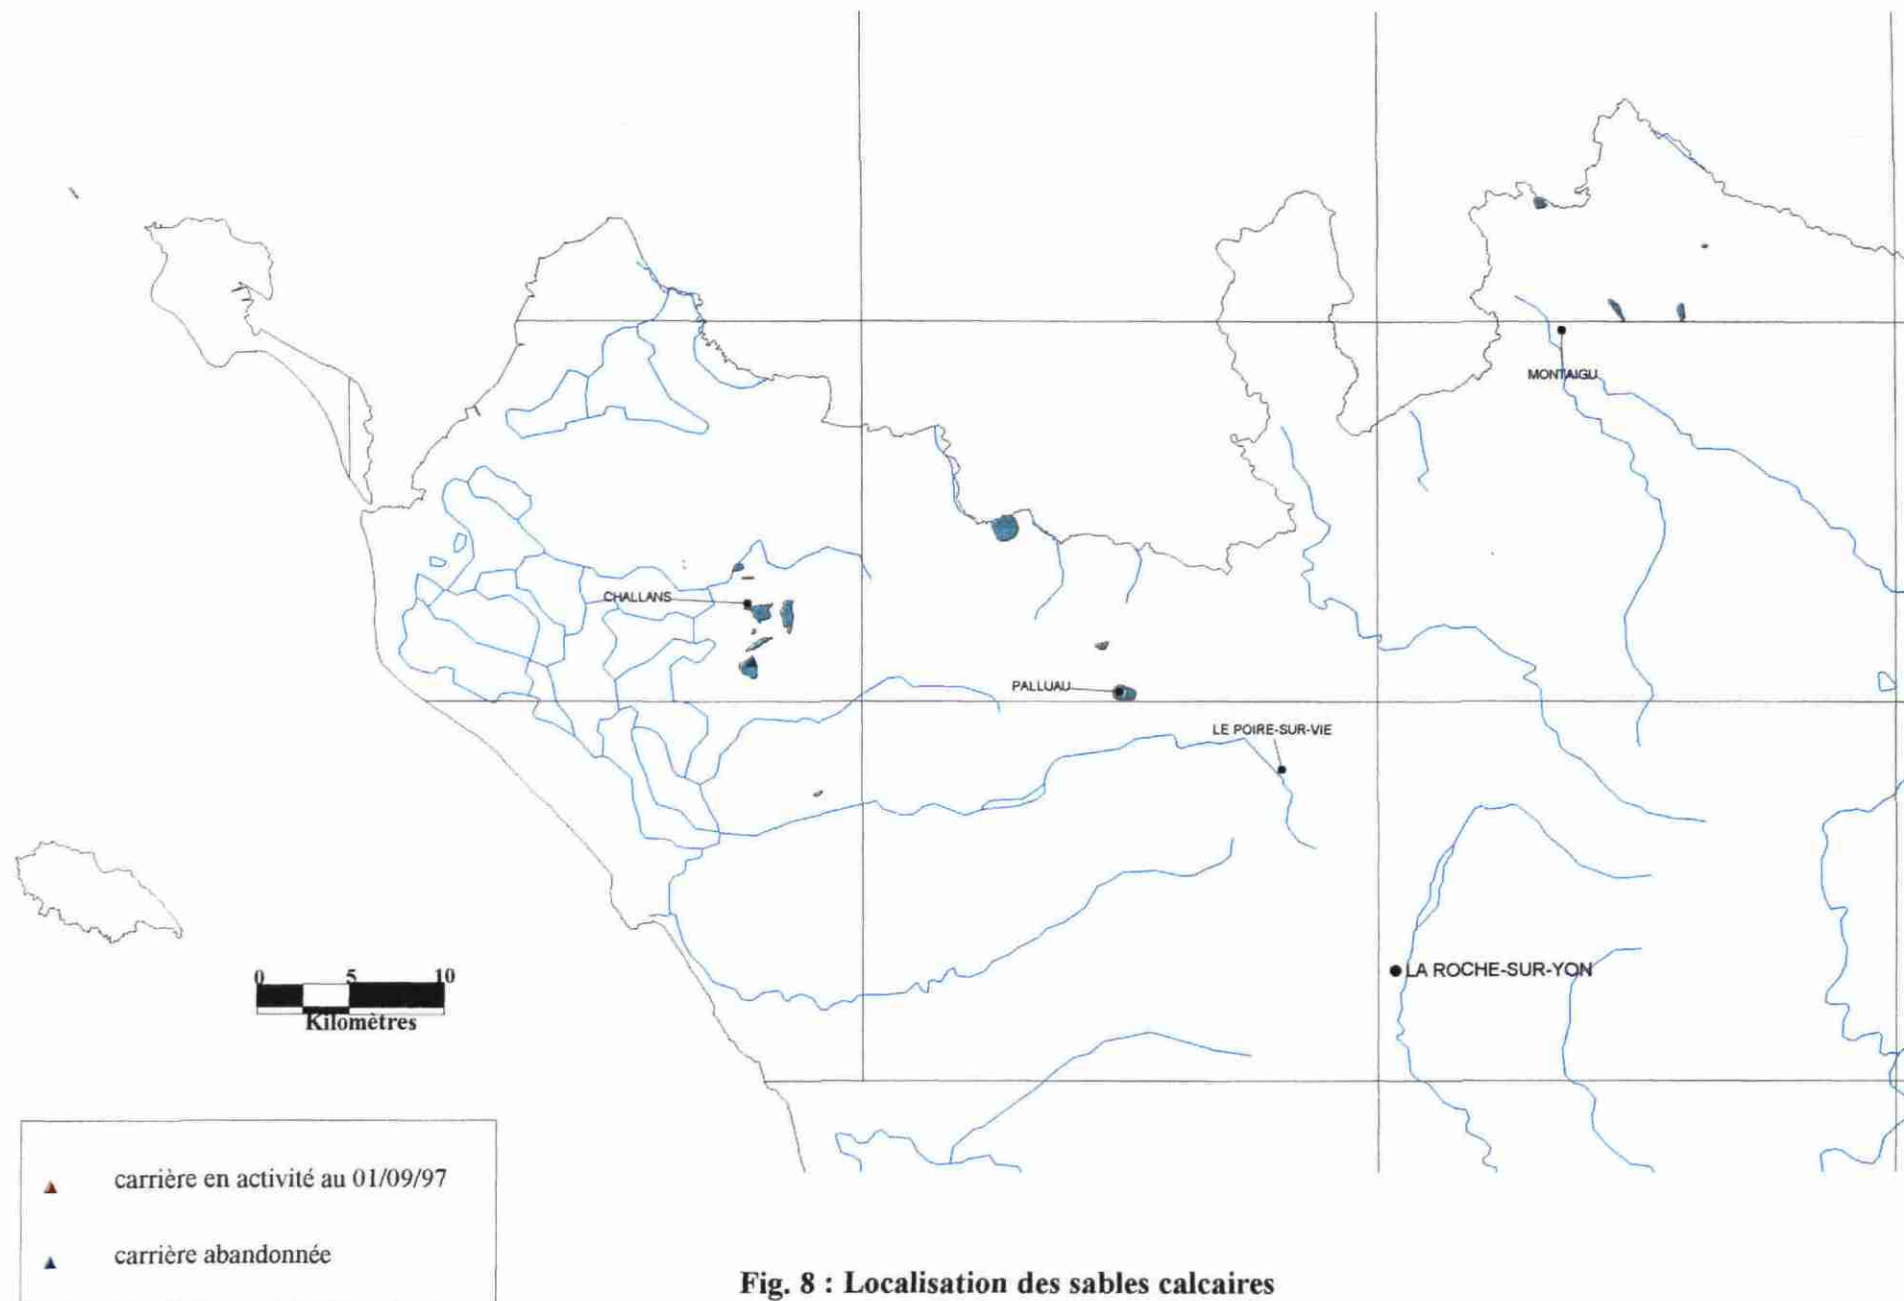 MONTAIGU
CHALLANS
PALLUAU
LE POIRE-SUR-VIE
LA ROCHE-SUR-YON
0 5 10
Kilomètres
carrière en activité au 01/09/97
carrière abandonnée
Fig. 8 : Localisation des sables calcaires